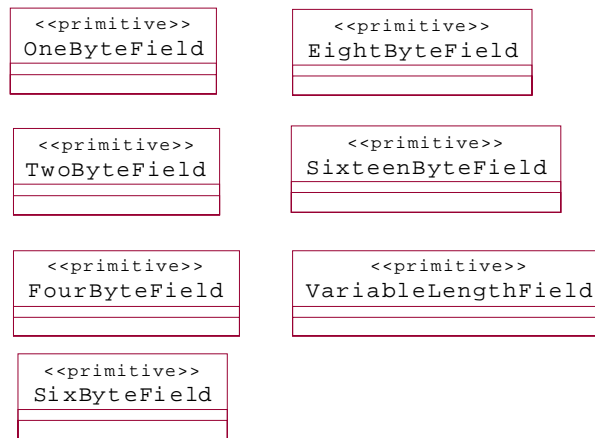 <<primitive>>
OneByteField
<<primitive>>
EightByteField
<<primitive>>
TwoByteField
<<primitive>>
SixteenByteField
<<primitive>>
FourByteField
<<primitive>>
VariableLengthField
<<primitive>>
SixByteField